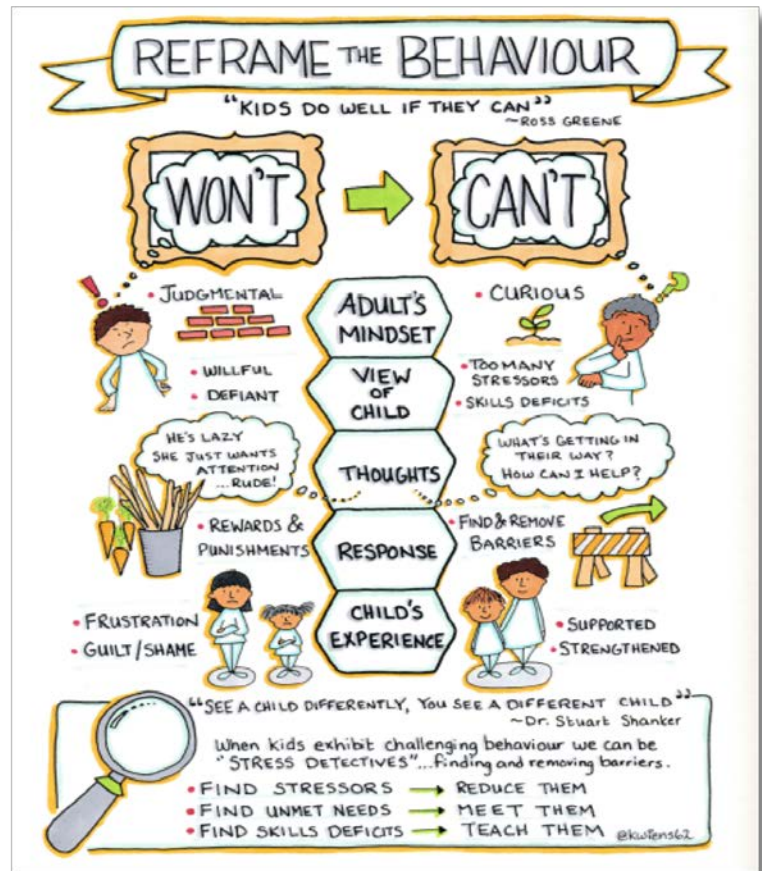 REFRAME THE BEHAVIOUR
"KIDS DO WELL IF THEY CAN"
~ROSS GREENE
WON'T
CAN'T
• JUDGMENTAL
ADULT'S
MINDSET
• CURIOUS
• WILLFUL
• DEFIANT
VIEW
OF
CHILD
• TOO MANY
STRESSORS
• SKILLS DEFICITS
HE'S LAZY
SHE JUST WANTS
ATTENTION
...RUDE!
THOUGHTS
WHAT'S GETTING IN
THEIR WAY?
HOW CAN I HELP?
• REWARDS &
PUNISHMENTS
RESPONSE
• FIND & REMOVE
BARRIERS
• FRUSTRATION
• GUILT/SHAME
CHILD'S
EXPERIENCE
• SUPPORTED
• STRENGTHENED
"SEE A CHILD DIFFERENTLY, YOU SEE A DIFFERENT CHILD"
~Dr. Stuart Shanker
When kids exhibit challenging behaviour we can be
"STRESS DETECTIVES"...finding and removing barriers.
• FIND STRESSORS → REDUCE THEM
• FIND UNMET NEEDS → MEET THEM
• FIND SKILLS DEFICITS → TEACH THEM
@kwiens62